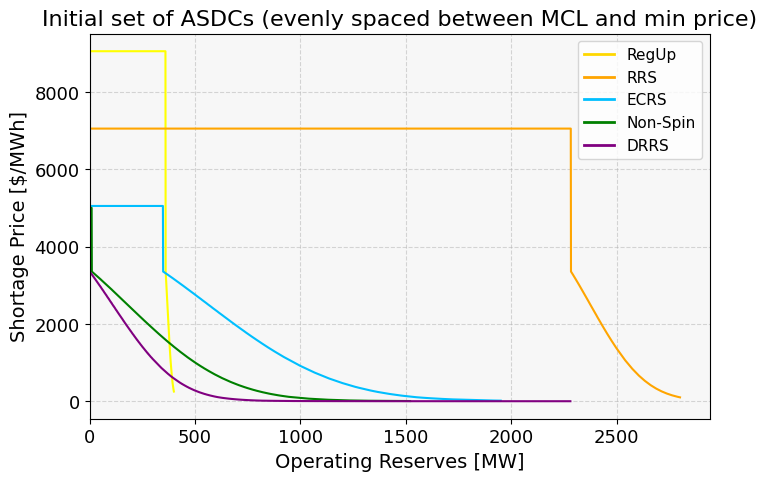 Initial set of ASDCs (evenly spaced between MCL and min price)
Shortage Price [$/MWh]
8000
6000
4000
2000
0
RegUp
RRS
ECRS
Non-Spin
DRRS
0
500
1000
1500
2000
2500
Operating Reserves [MW]